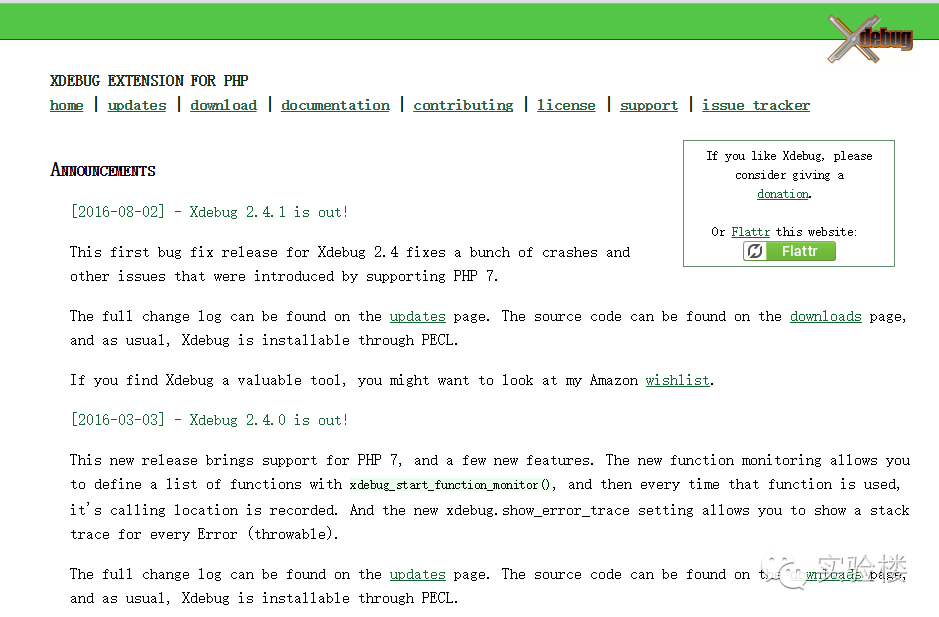 Xdebug
XDEBUG EXTENSION FOR PHP
home | updates | download | documentation | contributing | license | support | issue tracker
ANNOUNCEMENTS
If you like Xdebug, please
consider giving a
donation.
Or Flattr this website:
Flattr
[2016-08-02] - Xdebug 2.4.1 is out!
This first bug fix release for Xdebug 2.4 fixes a bunch of crashes and
other issues that were introduced by supporting PHP 7.
The full change log can be found on the updates page. The source code can be found on the downloads page,
and as usual, Xdebug is installable through PECL.
If you find Xdebug a valuable tool, you might want to look at my Amazon wishlist.
[2016-03-03] - Xdebug 2.4.0 is out!
This new release brings support for PHP 7, and a few new features. The new function monitoring allows you
to define a list of functions with xdebug_start_function_monitor(), and then every time that function is used,
it's calling location is recorded. And the new xdebug.show_error_trace setting allows you to show a stack
trace for every Error (throwable).
The full change log can be found on the updates page. The source code can be found on the downloads page,
and as usual, Xdebug is installable through PECL.
实验楼